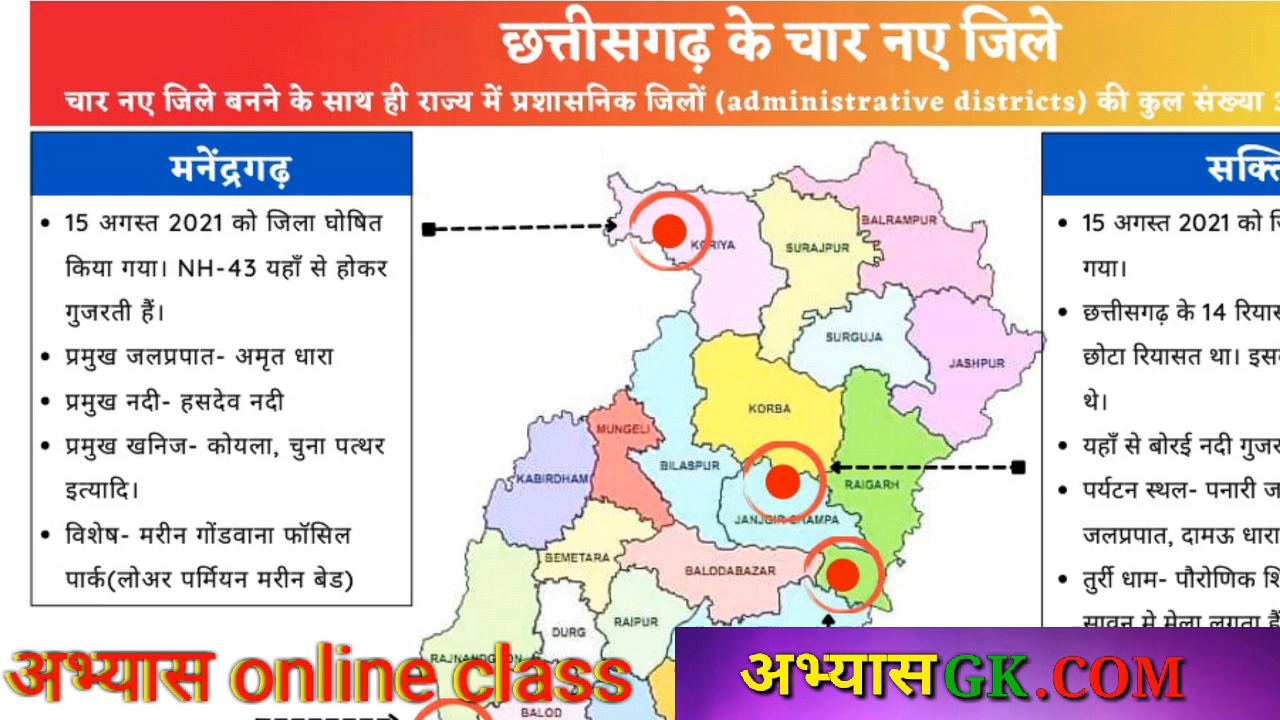 छत्तीसगढ़ के चार नए जिले
चार नए जिले बनने के साथ ही राज्य में प्रशासनिक जिलों (administrative districts) की कुल संख्या
मनेंद्रगढ़
15 अगस्त 2021 को जिला घोषित
किया गया। NH-43 यहाँ से होकर
गुजरती हैं।
प्रमुख जलप्रपात- अमृत धारा
प्रमुख नदी- हसदेव नदी
प्रमुख खनिज- कोयला, चुना पत्थर
इत्यादि।
विशेष- मरीन गोंडवाना फॉसिल
पार्क(लोअर पर्मियन मरीन बेड)
KORIYA
SURAJPUR
BALRAMPUR
SURGUJA
JASHPUR
KORBA
MUNGELI
BILASPUR
KABIRDHAM
RAIGARH
JANJGIR CHAMPA
BEMETARA
BALODABAZAR
RAIPUR
DURG
RAJNANDGAON
BALOD
15 अगस्त 2021 को
गया।
छत्तीसगढ़ के 14
छोटा रियासत था।
थे।
यहाँ से बोरई नदी
पर्यटन स्थल- पनारी
जलप्रपात, दामऊ धारा
तुर्री धाम- पौरोणिक
सावन मे मेला लगता
अभ्यास online class
अभ्यासGK.COM